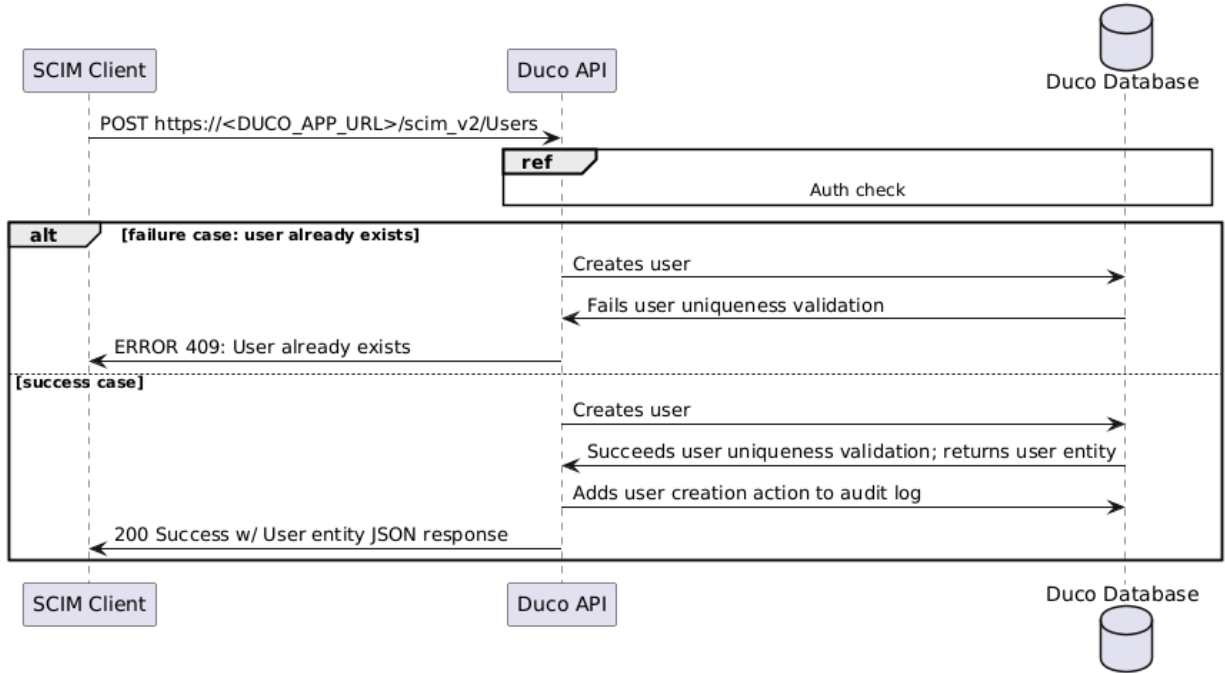 SCIM Client
Duco API
Duco Database
POST https://<DUCO_APP_URL>/scim_v2/Users
ref
Auth check
alt [failure case: user already exists]
Creates user
Fails user uniqueness validation
ERROR 409: User already exists
[success case]
Creates user
Succeeds user uniqueness validation; returns user entity
Adds user creation action to audit log
200 Success w/ User entity JSON response
SCIM Client
Duco API
Duco Database